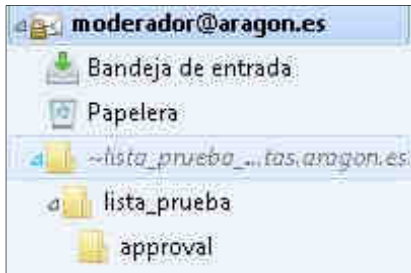 moderador@aragon.es
Bandeja de entrada
Papelera
~lista_prueba_...tas.aragon.es
lista_prueba
approval